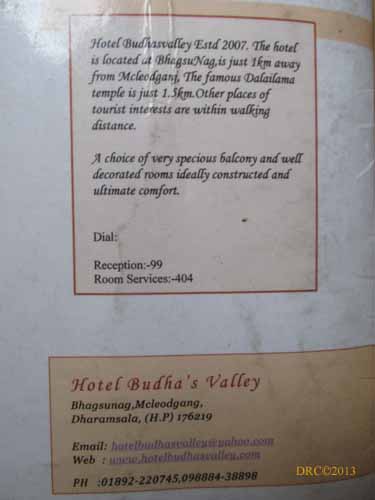 Hotel Budhasvalley Estd 2007. The hotel
is located at BhagsuNag,is just 1km away
from Mcleodganj, The famous Dalailama
temple is just 1.5km.Other places of
tourist interests are within walking
distance.
A choice of very specious balcony and well
decorated rooms ideally constructed and
ultimate comfort.
Dial:
Reception:-99
Room Services:-404
Hotel Budha's Valley
Bhagsunag,Mcleodgang,
Dharamsala, (H.P) 176219
Email: hotelbudhasvalley@yahoo.com
Web : www.hotelbudhasvalley.com
PH :01892-220745,098884-38898
DRC©2013